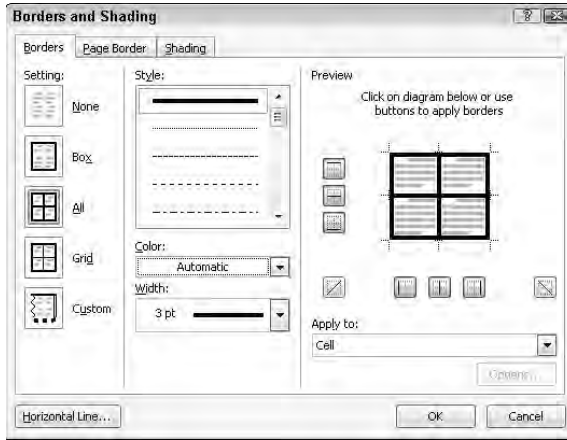 Borders and Shading
Borders
Page Border
Shading
Setting:
None
Box
All
Grid
Custom
Style:
Color:
Automatic
Width:
3 pt
Preview
Click on diagram below or use
buttons to apply borders
Apply to:
Cell
Options...
Horizontal Line...
OK
Cancel